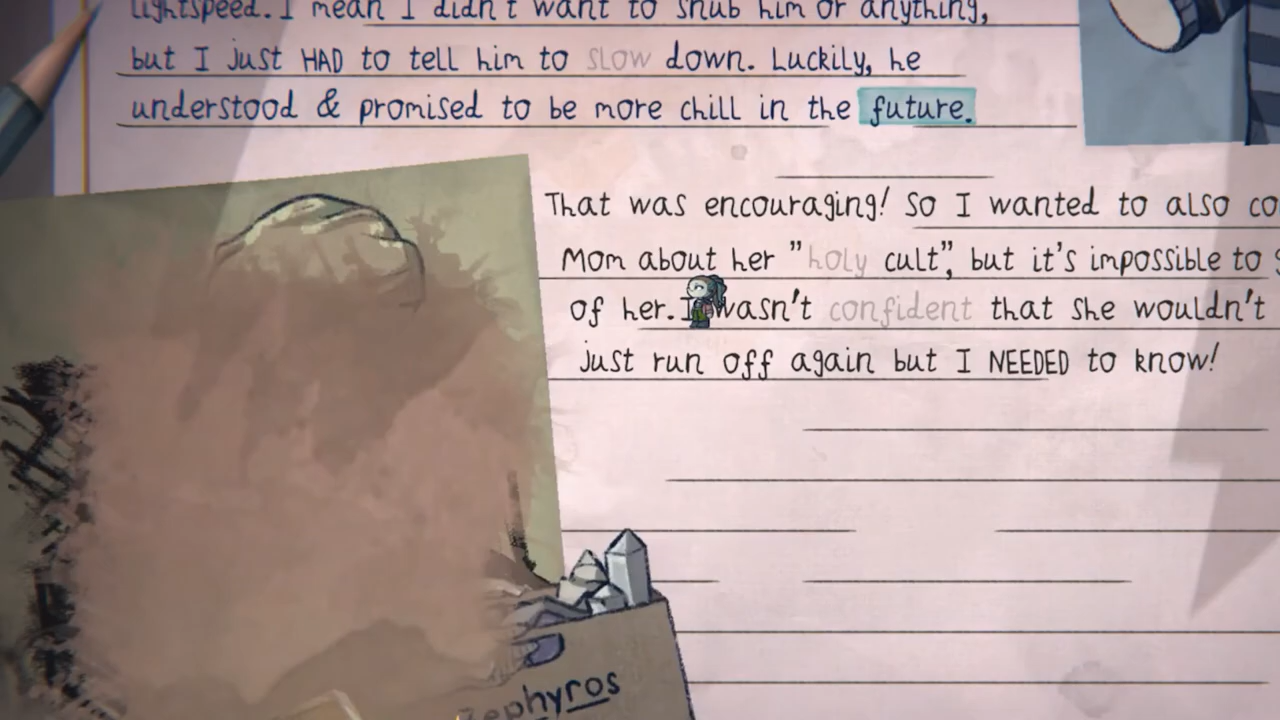 lightspeed. I mean I didn't want to snub him or anything,
but I just HAD to tell him to slow down. Luckily, he
understood & promised to be more chill in the future.
That was encouraging! So I wanted to also
Mom about her "holy cult", but it's impossible to
of her. I wasn't confident that she wouldn't
just run off again but I NEEDED to know!
Zephyros